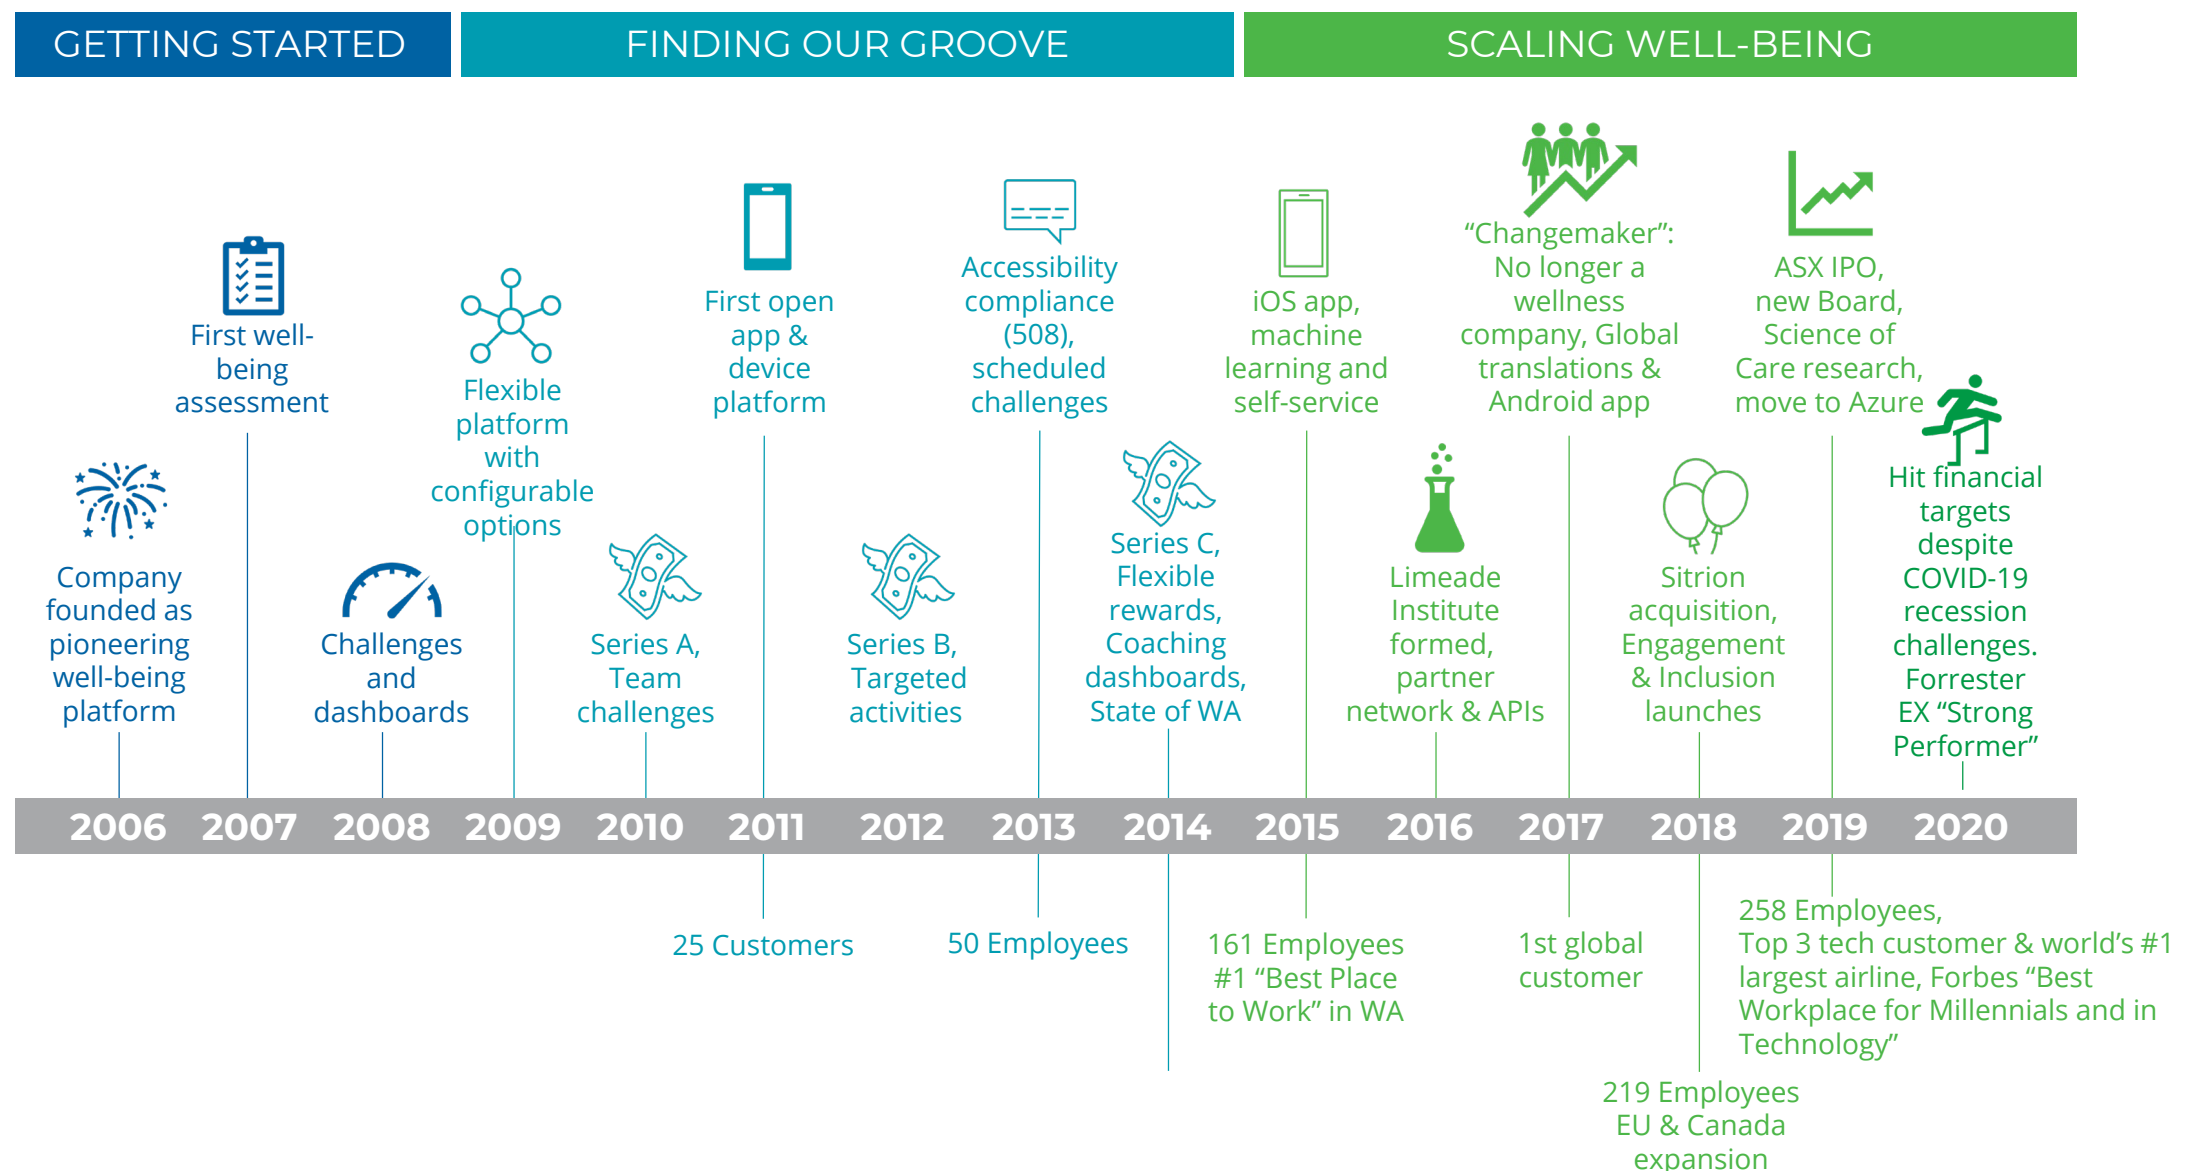 GETTING STARTED
FINDING OUR GROOVE
SCALING WELL-BEING
Company
founded as
pioneering
well-being
platform
First well-
being
assessment
Challenges
and
dashboards
Flexible
platform
with
configurable
options
Series A,
Team
challenges
First open
app &
device
platform
Series B,
Targeted
activities
Accessibility
compliance
(508),
scheduled
challenges
Series C,
Flexible
rewards,
Coaching
dashboards,
State of WA
iOS app,
machine
learning and
self-service
Limeade
Institute
formed,
partner
network & APIs
“Changemaker”:
No longer a
wellness
company, Global
translations &
Android app
Sitrion
acquisition,
Engagement
& Inclusion
launches
ASX IPO,
new Board,
Science of
Care research,
move to Azure
Hit financial
targets
despite
COVID-19
recession
challenges.
Forrester
EX “Strong
Performer”
2006 2007 2008 2009 2010 2011 2012 2013 2014 2015 2016 2017 2018 2019 2020
25 Customers
50 Employees
161 Employees
#1 “Best Place
to Work” in WA
1st global
customer
219 Employees
EU & Canada
expansion
258 Employees,
Top 3 tech customer & world’s #1
largest airline, Forbes “Best
Workplace for Millennials and in
Technology”